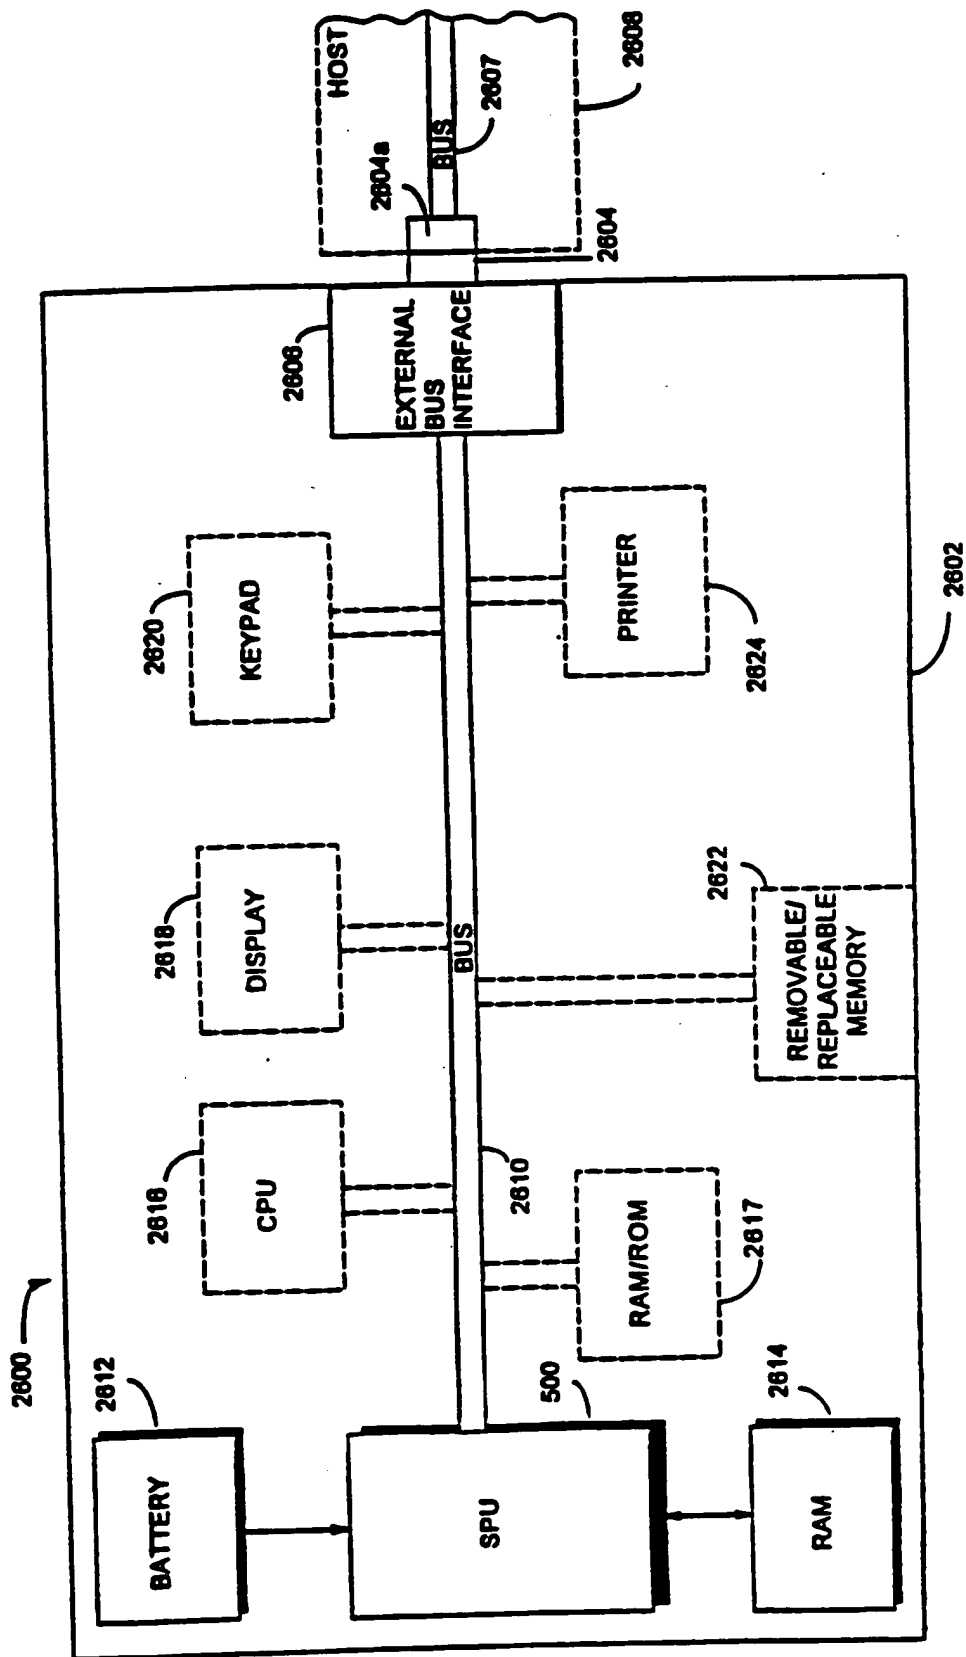 2600
2612
BATTERY
SPU
500
RAM
2614
2616
CPU
2618
DISPLAY
2620
KEYPAD
BUS
2610
RAM/ROM
2617
REMOVABLE/
REPLACEABLE
MEMORY
2622
PRINTER
2624
2602
2606
EXTERNAL
BUS
INTERFACE
2604a
2604
HOST
BUS
2607
2608